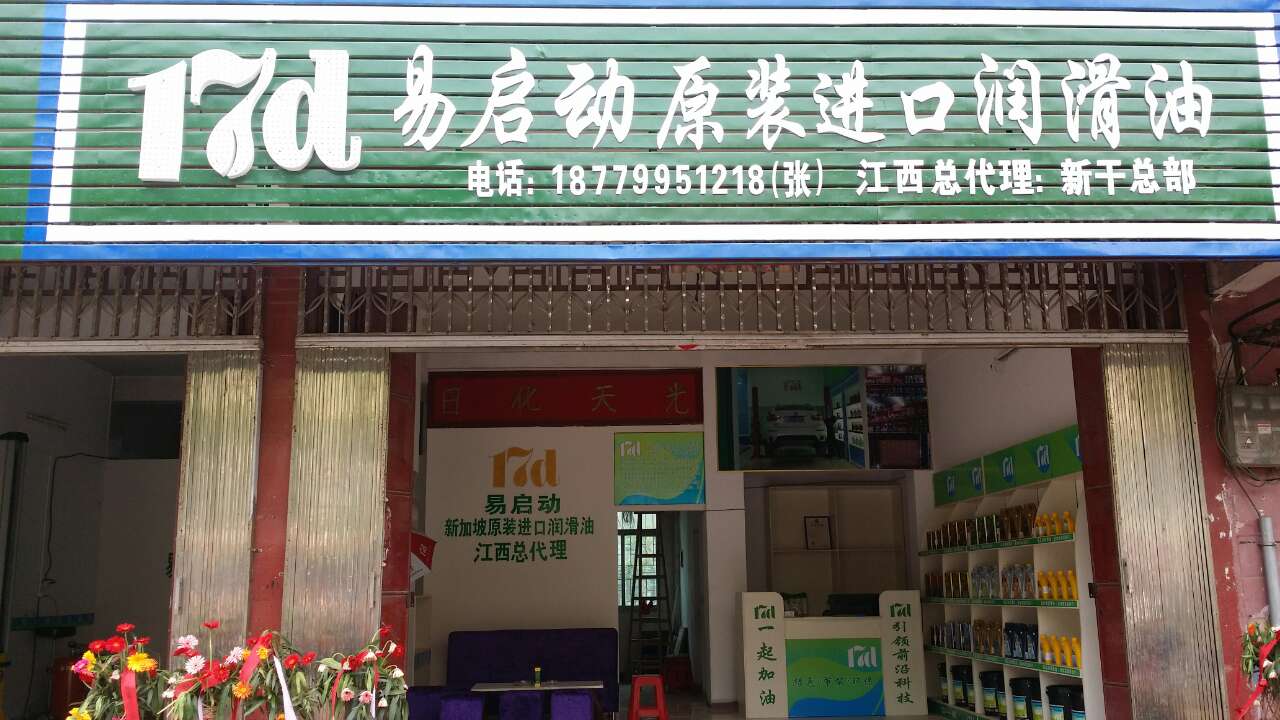 17d 易启动原装进口润滑油
电话: 18779951218(张) 江西总代理: 新干总部
日化天光
17d
易启动
新加坡原装进口润滑油
江西总代理
17d
17d
17d 一起加油
17d
17d 引领前沿科技